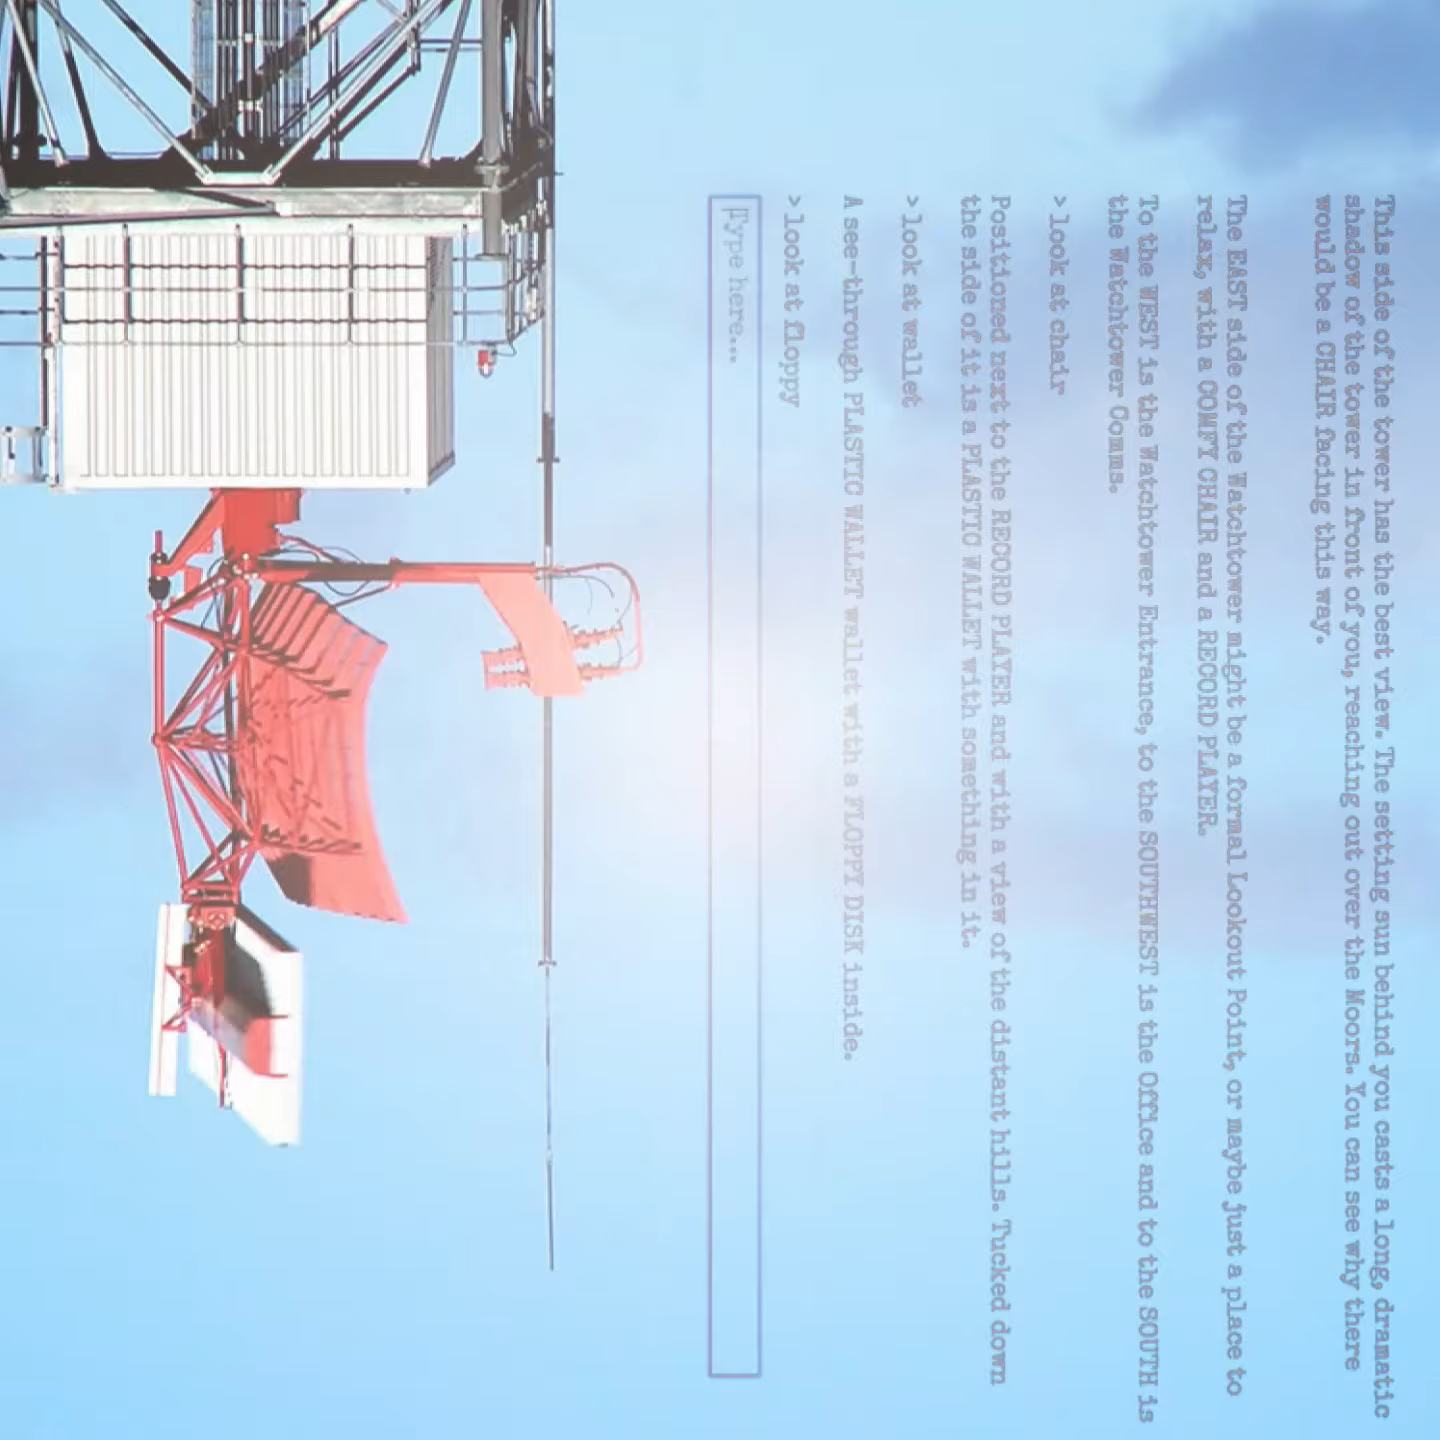 This side of the tower has the best view. The setting sun behind you casts a long, dramatic
shadow of the tower in front of you, reaching out over the Moors. You can see why there
would be a CHAIR facing this way.
The EAST side of the Watchtower might be a formal Lookout Point, or maybe just a place to
relax, with a COMFY CHAIR and a RECORD PLAYER.
To the WEST is the Watchtower Entrance, to the SOUTHWEST is the Office and to the SOUTH is
the Watchtower Comms.
> look at chair
Positioned next to the RECORD PLAYER and with a view of the distant hills. Tucked down
the side of it is a PLASTIC WALLET with something in it.
> look at wallet
A see-through PLASTIC WALLET wallet with a FLOPPY DISK inside.
> look at floppy
Type here...